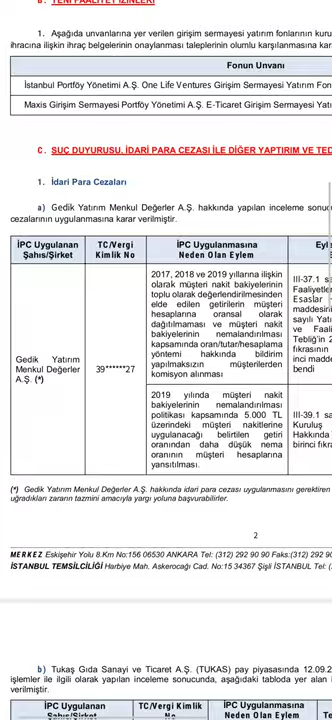 B. YENİ FAALİYET İZİNLERİ
1. Aşağıda unvanlarına yer verilen girişim sermayesi yatırım fonlarının kuru
ihracına ilişkin ihraç belgelerinin onaylanması taleplerinin olumlu karşılanmasına kar
Fonun Unvanı
İstanbul Portföy Yönetimi A.Ş. One Life Ventures Girişim Sermayesi Yatırım Fon
Maxis Girişim Sermayesi Portföy Yönetimi A.Ş. E-Ticaret Girişim Sermayesi Yatı
C. SUÇ DUYURUSU, İDARİ PARA CEZASI İLE DİĞER YAPTIRIM VE TED
1. İdari Para Cezaları
a) Gedik Yatırım Menkul Değerler A.Ş. hakkında yapılan inceleme sonuc
cezalarının uygulanmasına karar verilmiştir.
İPC Uygulanan
Şahıs/Şirket
TC/Vergi
Kimlik No
İPC Uygulanmasına
Neden Olan Eylem
Eyl
Gedik Yatırım
Menkul Değerler
A.Ş. (*)
39******27
2017, 2018 ve 2019 yıllarına ilişkin
olarak müşteri nakit bakiyelerinin
toplu olarak değerlendirilmesinden
elde edilen getirilerin müşteri
hesaplarına oransal olarak
dağıtılmaması ve müşteri nakit
bakiyelerinin nemalandırılması
kapsamında oran/tutar/hesaplama
yöntemi hakkında bildirim
yapılmaksızın müşterilerden
komisyon alınması
III-37.1 sa
Faaliyetler
Esaslar
maddesini
sayılı Yatı
ve Faali
Tebliğ'in 2
fıkrasının
inci madde
bendi
2019 yılında müşteri nakit
bakiyelerinin nemalandırılması
politikası kapsamında 5.000 TL
üzerindeki müşteri nakitlerine
uygulanacağı belirtilen getiri
oranından daha düşük nema
oranının müşteri hesaplarına
yansıtılması.
III-39.1 sa
Kuruluş
Hakkında
birinci fıkra
(*) Gedik Yatırım Menkul Değerler A.Ş. hakkında idari para cezası uygulanmasını gerektiren
uğradıkları zararın tazmini amacıyla yargı yoluna başvurabilirler.
2
MERKEZ Eskişehir Yolu 8.Km No:156 06530 ANKARA Tel: (312) 292 90 90 Faks:(312) 292 90
İSTANBUL TEMSİLCİLİĞİ Harbiye Mah. Askerocağı Cad. No:15 34367 Şişli İSTANBUL Tel: (
b) Tukaş Gıda Sanayi ve Ticaret A.Ş. (TUKAS) pay piyasasında 12.09.2
işlemler ile ilgili olarak yapılan inceleme sonucunda, aşağıdaki tabloda yer alan i
verilmiştir.
İPC Uygulanan
Şahıs/Şirket
TC/Vergi Kimlik
No
İPC Uygulanmasına
Neden Olan Eylem
Te